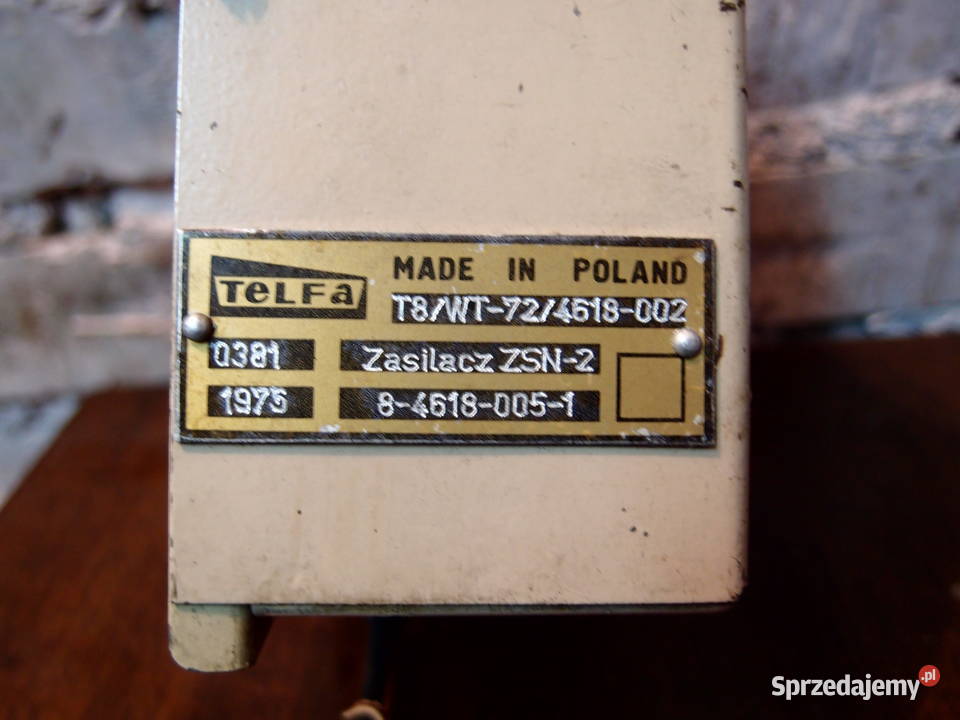 TELFa
MADE IN POLAND
T8/WT-72/4618-002
0381
Zasilacz ZSN-2
1975
8-4618-005-1
Sprzedajemy.pl